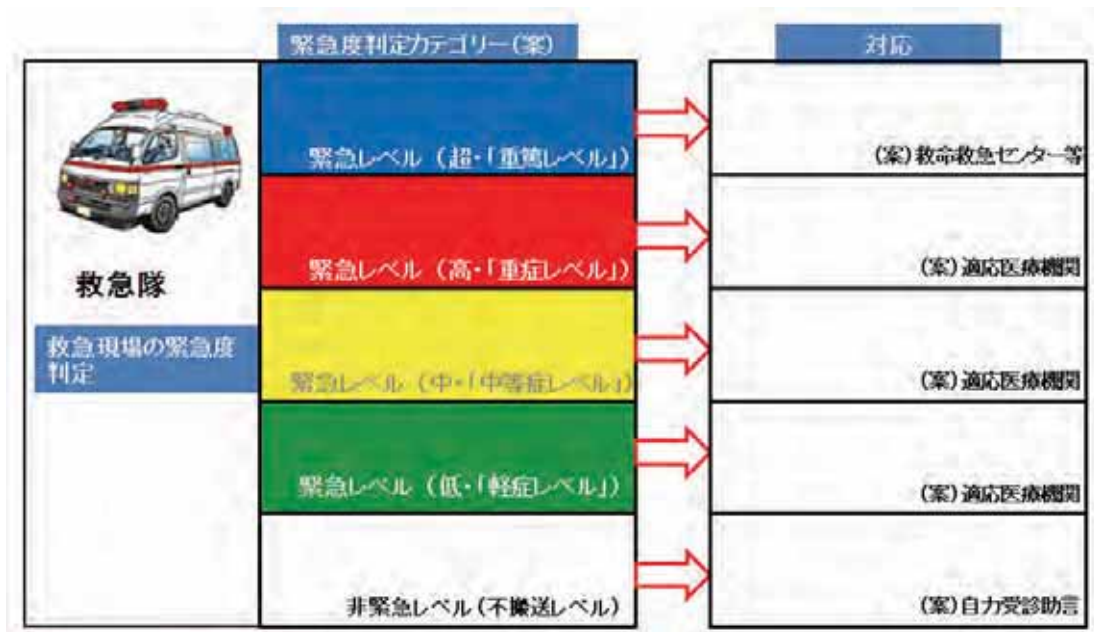 緊急度判定カテゴリー(案)
対応
救急隊
救急現場の緊急度
判定
緊急レベル (超・「重篤レベル」)
(案)救命救急センター等
緊急レベル (高・「重症レベル」)
(案)適応医療機関
緊急レベル (中・「中等症レベル」)
(案)適応医療機関
緊急レベル (低・「軽症レベル」)
(案)適応医療機関
非緊急レベル(不搬送レベル)
(案)自力受診助言